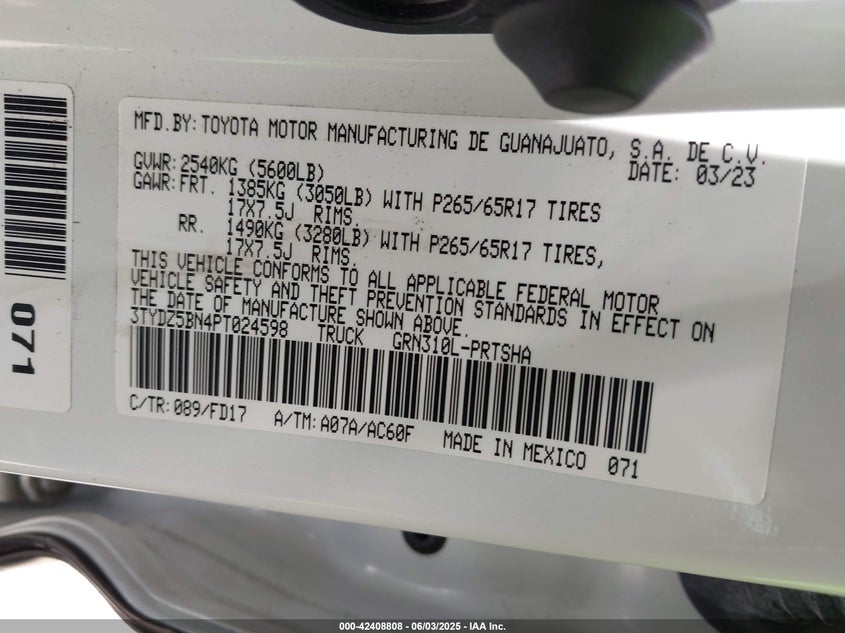 MFD.BY: TOYOTA MOTOR MANUFACTURING DE GUANAJUATO, S.A. DE C.V.
GVWR: 2540KG (5600LB) DATE: 03/23
GAWR: FRT. 1385KG (3050LB) WITH P265/65R17 TIRES
17X7.5J RIMS.
RR. 1490KG (3280LB) WITH P265/65R17 TIRES,
17X7.5J RIMS.
THIS VEHICLE CONFORMS TO ALL APPLICABLE FEDERAL MOTOR
VEHICLE SAFETY AND THEFT PREVENTION STANDARDS IN EFFECT ON
THE DATE OF MANUFACTURE SHOWN ABOVE.
3TYDZ5BN4PT024598 TRUCK GRN310L-PRTSHA
C/TR: 089/FD17 A/TM: A07A/AC60F MADE IN MEXICO 071
071
000-42408808 - 06/03/2025 - IAA Inc.